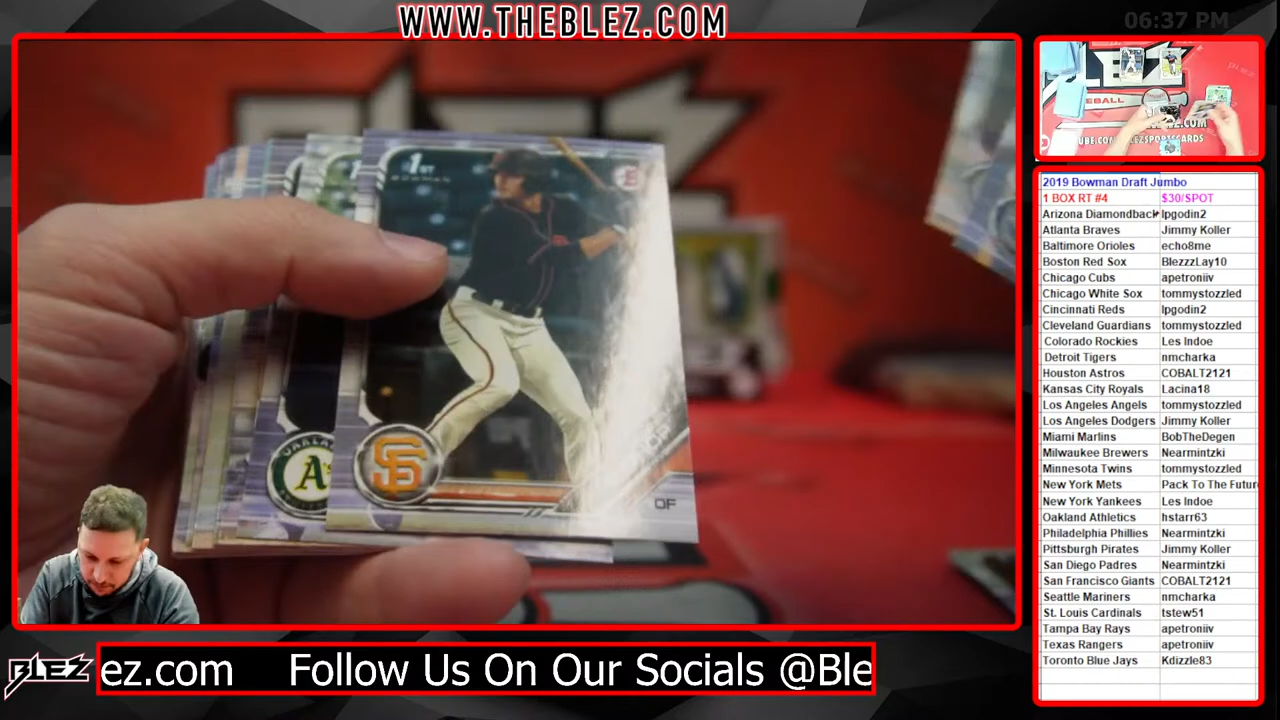 WWW.THEBLEZ.COM
06:37 PM
1ST
BOWMAN
OF
2019 Bowman Draft Jumbo
1 BOX RT #4 $30/SPOT
Arizona Diamondback lpgodin2
Atlanta Braves Jimmy Koller
Baltimore Orioles echo8me
Boston Red Sox BlezzzLay10
Chicago Cubs apetroniiv
Chicago White Sox tommystozzled
Cincinnati Reds lpgodin2
Cleveland Guardians tommystozzled
Colorado Rockies Les Indoe
Detroit Tigers nmcharka
Houston Astros COBALT2121
Kansas City Royals Lacina18
Los Angeles Angels tommystozzled
Los Angeles Dodgers Jimmy Koller
Miami Marlins BobTheDegen
Milwaukee Brewers Nearmintzki
Minnesota Twins tommystozzled
New York Mets Pack To The Futur
New York Yankees Les Indoe
Oakland Athletics hstarr63
Philadelphia Phillies Nearmintzki
Pittsburgh Pirates Jimmy Koller
San Diego Padres Nearmintzki
San Francisco Giants COBALT2121
Seattle Mariners nmcharka
St. Louis Cardinals tstew51
Tampa Bay Rays apetroniiv
Texas Rangers apetroniiv
Toronto Blue Jays Kdizzle83
BLEZ
ez.com Follow Us On Our Socials @Ble